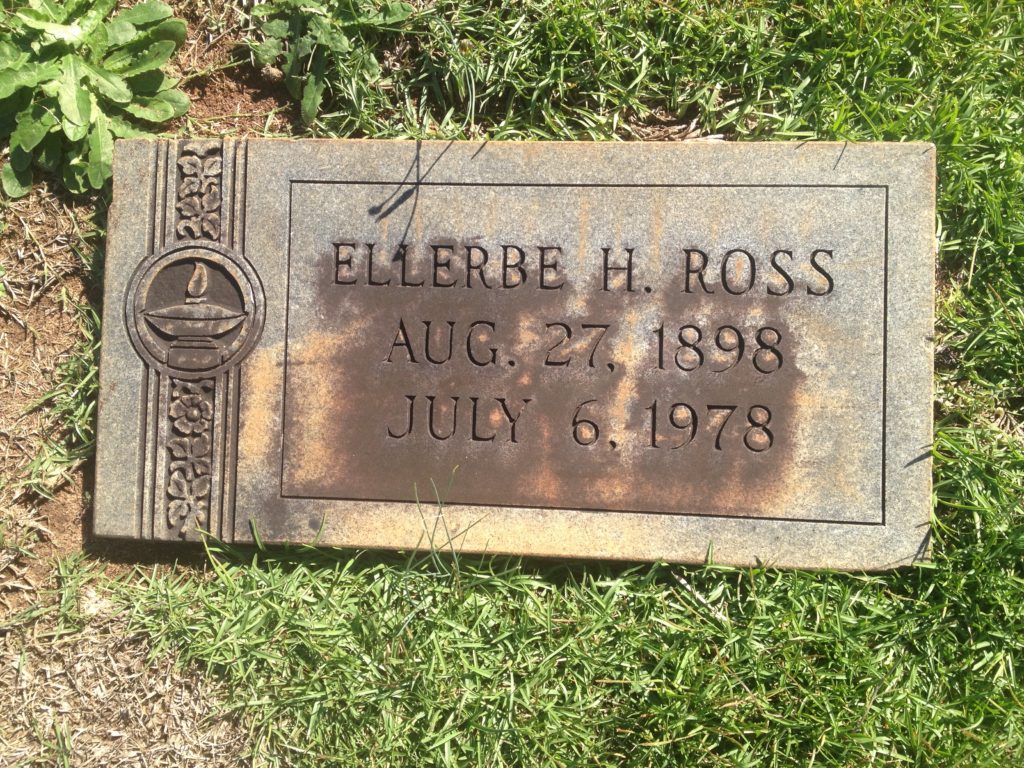 ELLERBE H. ROSS
AUG. 27, 1898
JULY 6, 1978